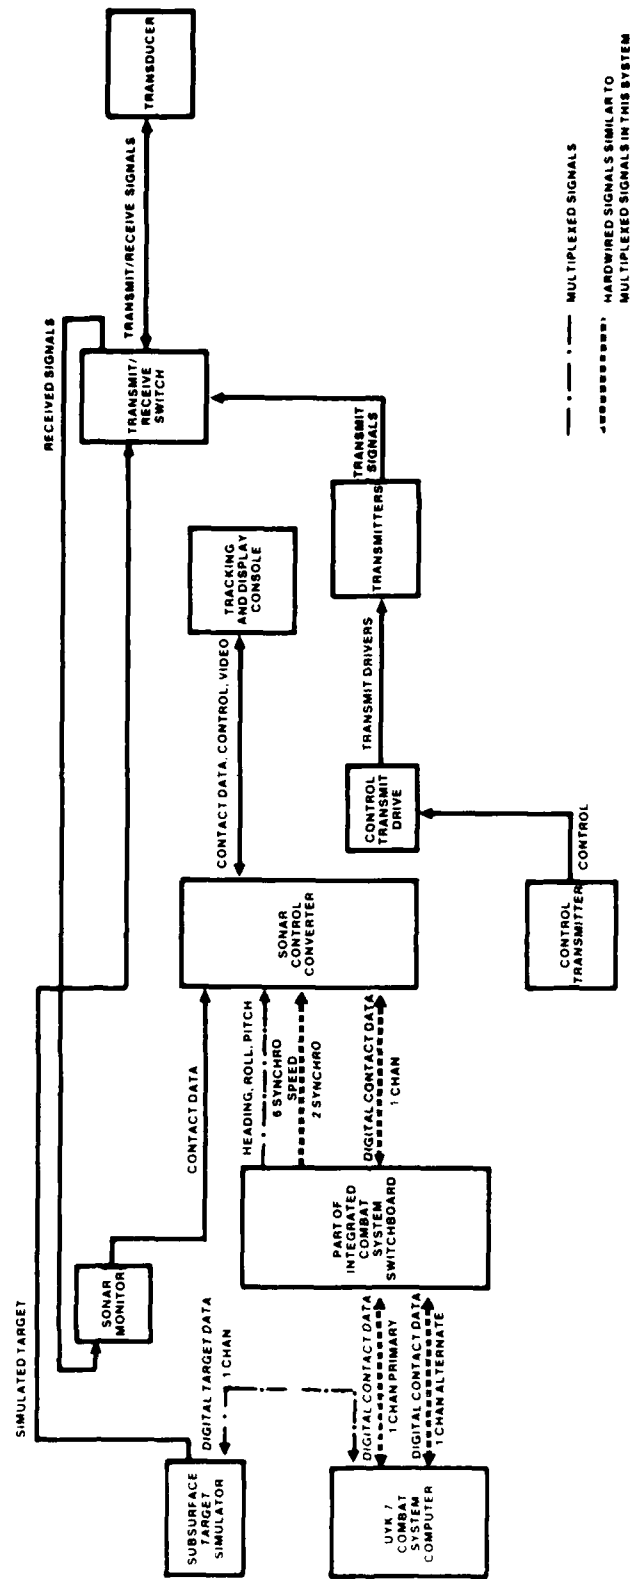 SIMULATED TARGET
RECEIVED SIGNALS
TRANSDUCER
TRANSMIT/RECEIVE SIGNALS
TRANSMIT/
RECEIVE
SWITCH
SONAR
MONITOR
CONTACT DATA
SUBSURFACE
TARGET
SIMULATOR
DIGITAL TARGET DATA
1 CHAN
UYK 7
COMBAT
SYSTEM
COMPUTER
DIGITAL CONTACT DATA
1 CHAN PRIMARY
DIGITAL CONTACT DATA
1 CHAN ALTERNATE
PART OF
INTEGRATED
COMBAT
SYSTEM
SWITCHBOARD
HEADING, ROLL, PITCH
6 SYNCHRO
SPEED
2 SYNCHRO
DIGITAL CONTACT DATA
1 CHAN
SONAR
CONTROL
CONVERTER
CONTACT DATA, CONTROL, VIDEO
TRACKING
AND DISPLAY
CONSOLE
CONTROL
TRANSMITTER
CONTROL
CONTROL
TRANSMIT
DRIVE
TRANSMIT DRIVERS
TRANSMITTERS
TRANSMIT
SIGNALS
MULTIPLEXED SIGNALS
HARDWIRED SIGNALS SIMILAR TO
MULTIPLEXED SIGNALS IN THIS SYSTEM